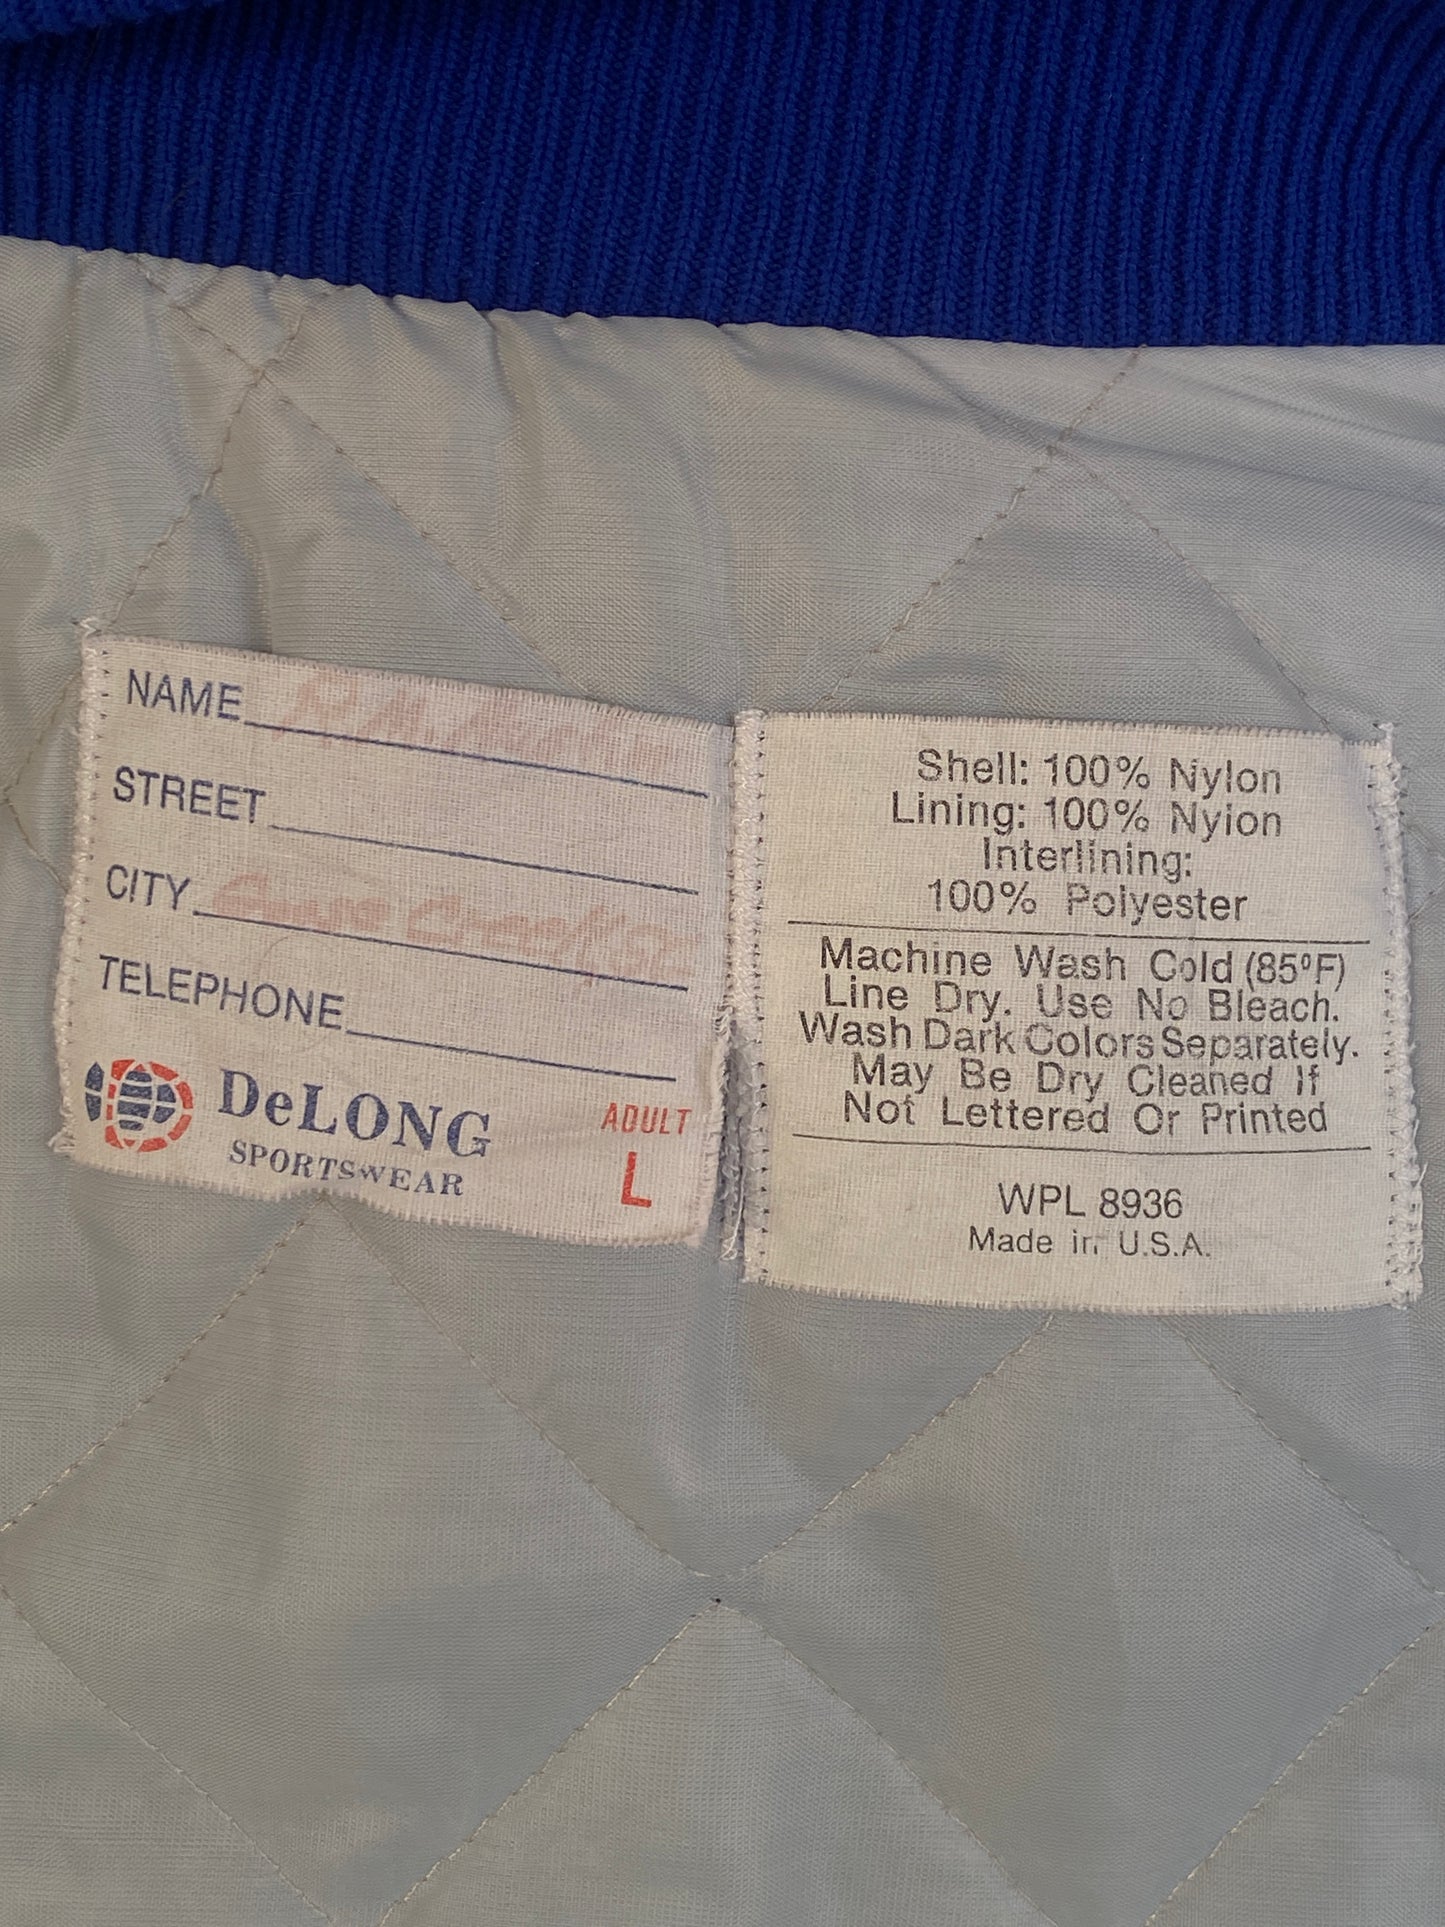 NAME
STREET
CITY
TELEPHONE
DeLONG
SPORTSWEAR
ADULT
L
Shell: 100% Nylon
Lining: 100% Nylon
Interlining:
100% Polyester
Machine Wash Cold (85ºF)
Line Dry. Use No Bleach.
Wash Dark Colors Separately.
May Be Dry Cleaned If
Not Lettered Or Printed
WPL 8936
Made in U.S.A.